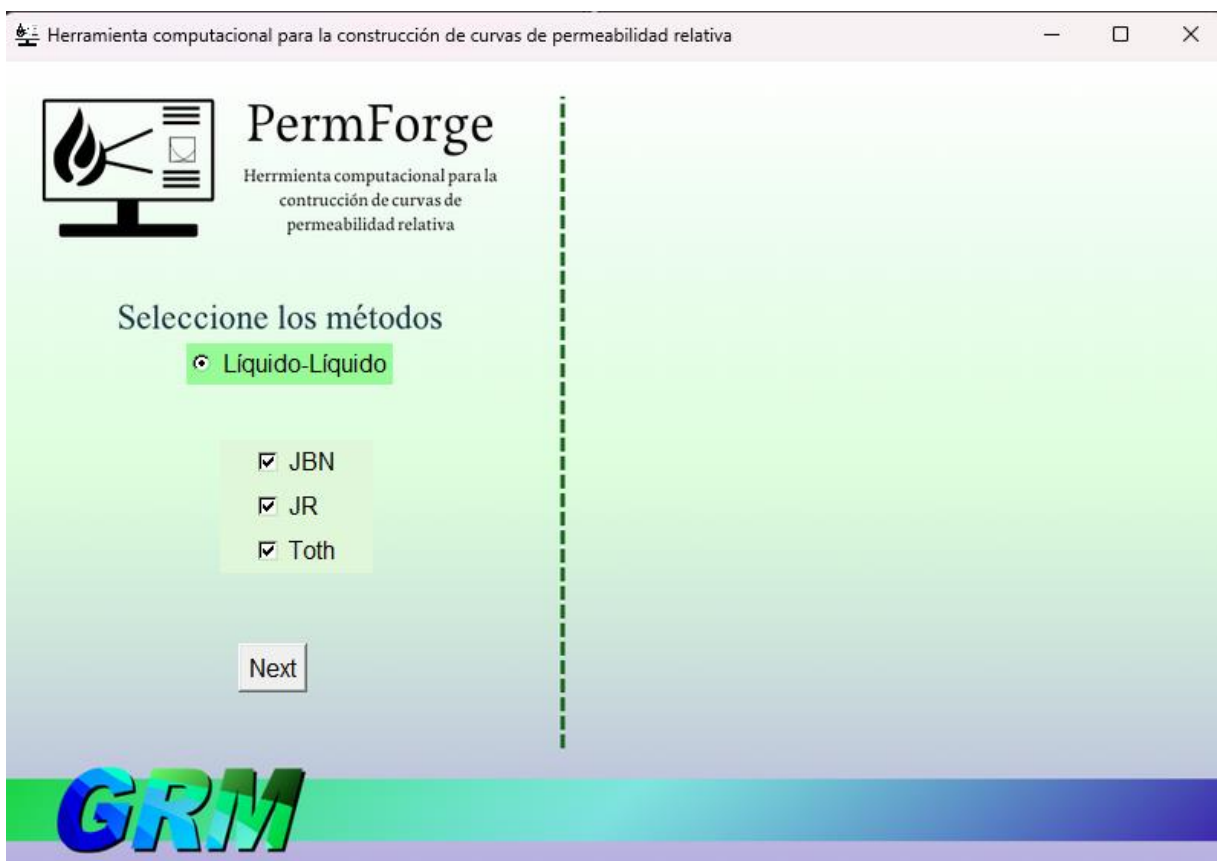 Herramienta computacional para la construcción de curvas de permeabilidad relativa
PermForge
Herrmienta computacional para la
contrucción de curvas de
permeabilidad relativa
Seleccione los métodos
Líquido-Líquido
JBN
JR
Toth
Next
GRM